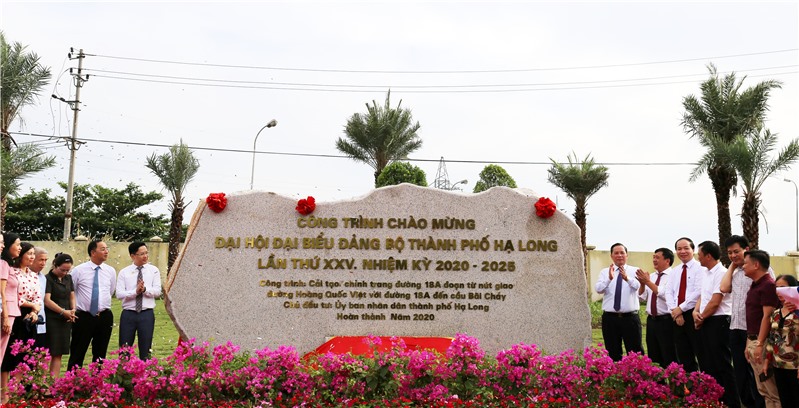 CÔNG TRÌNH CHÀO MỪNG
ĐẠI HỘI ĐẠI BIỂU ĐẢNG BỘ THÀNH PHỐ HẠ LONG
LẦN THỨ XXV, NHIỆM KỲ 2020 - 2025
Công trình: Cải tạo, chỉnh trang đường 18A đoạn từ nút giao
đường Hoàng Quốc Việt với đường 18A đến cầu Bãi Cháy
Chủ đầu tư: Ủy ban nhân dân thành phố Hạ Long
Hoàn thành Năm 2020